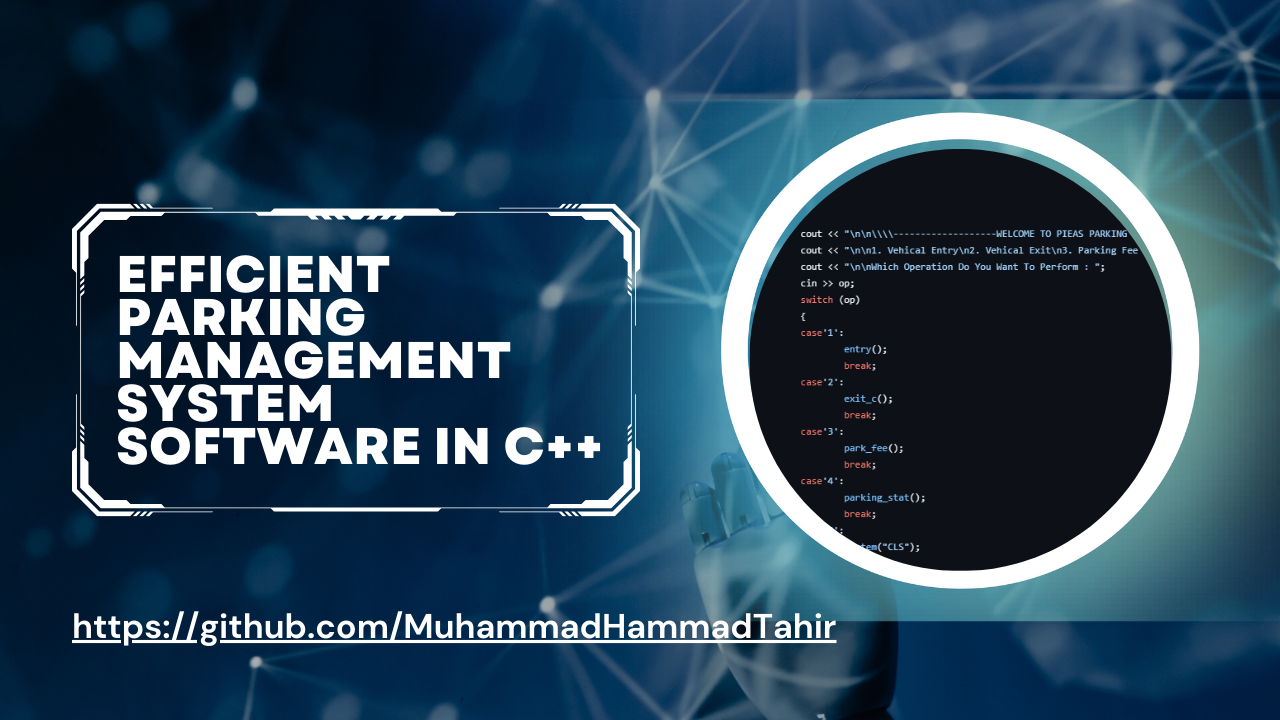 EFFICIENT
PARKING
MANAGEMENT
SYSTEM
SOFTWARE IN C++
https://github.com/MuhammadHammadTahir
cout << "\n\n\\\\-------------------WELCOME TO PIEAS PARKING
cout << "\n\n1. Vehical Entry\n2. Vehical Exit\n3. Parking Fee
cout << "\n\nWhich Operation Do You Want To Perform : ";
cin >> op;
switch (op)
{
case'1':
entry();
break;
case'2':
exit_c();
break;
case'3':
park_fee();
break;
case'4':
parking_stat();
break;
':
tem("CLS");